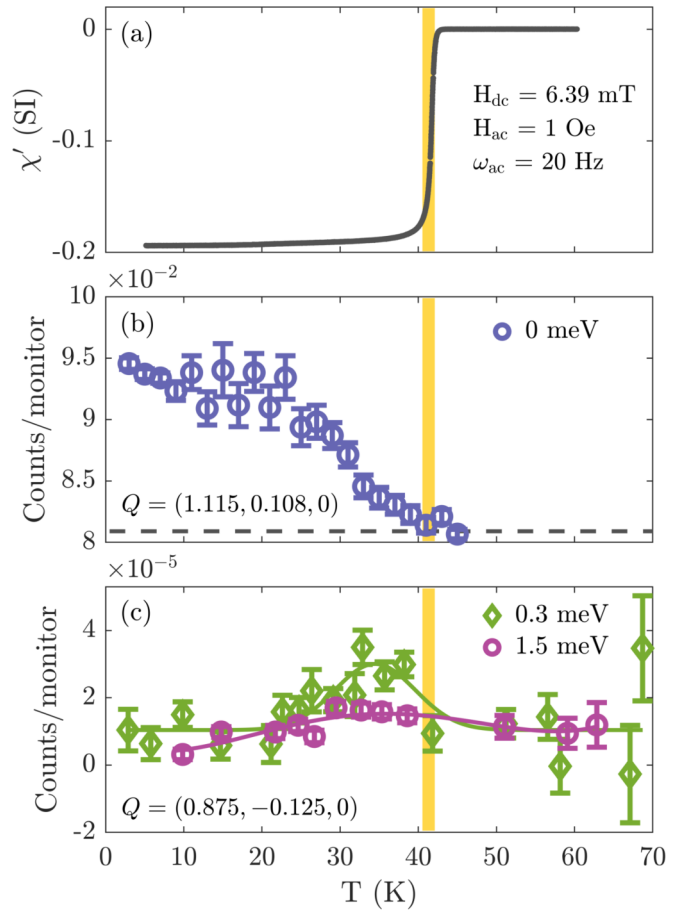 (a)
0
-0.1
-0.2
χ′ (SI)
H_dc = 6.39 mT
H_ac = 1 Oe
ω_ac = 20 Hz
×10⁻²
(b)
0 meV
10
9.5
9
8.5
8
Counts/monitor
Q = (1.115, 0.108, 0)
×10⁻⁵
(c)
0.3 meV
1.5 meV
4
2
0
-2
Counts/monitor
Q = (0.875, −0.125, 0)
0 10 20 30 40 50 60 70
T (K)